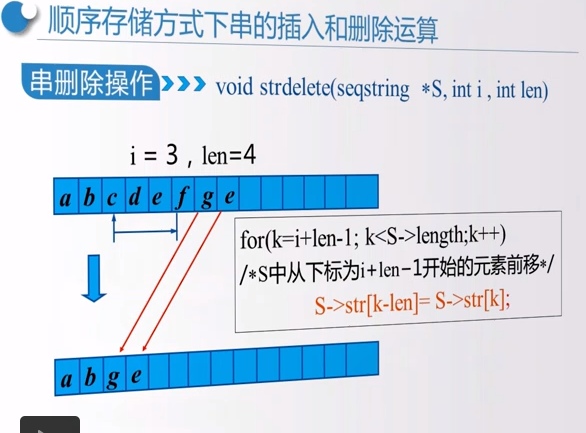 顺序存储方式下串的插入和删除运算
串删除操作 void strdelete(seqstring *S, int i , int len)
i = 3 , len=4
a b c d e f g e
for(k=i+len-1; k<S->length;k++)
/*S中从下标为i+len-1开始的元素前移*/
S->str[k-len]= S->str[k];
a b g e